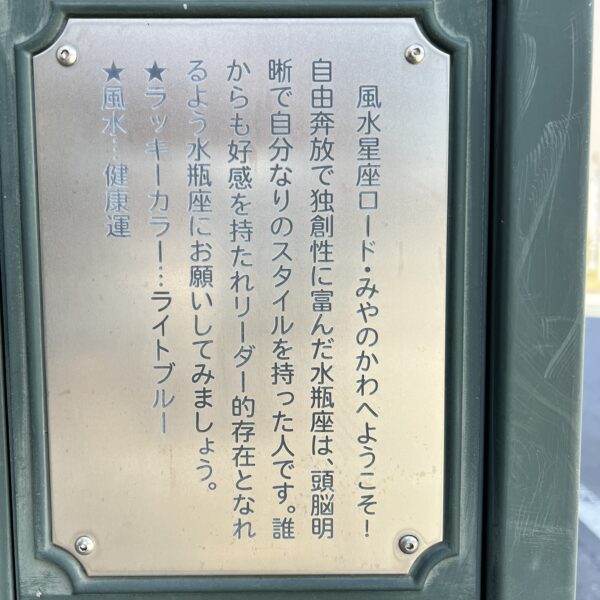 風水星座ロード・みやのかわへようこそ！
自由奔放で独創性に富んだ水瓶座は、頭脳明
晰で自分なりのスタイルを持った人です。誰
からも好感を持たれリーダー的存在となれ
るよう水瓶座にお願いしてみましょう。
★ラッキーカラー…ライトブルー
★風水…健康運